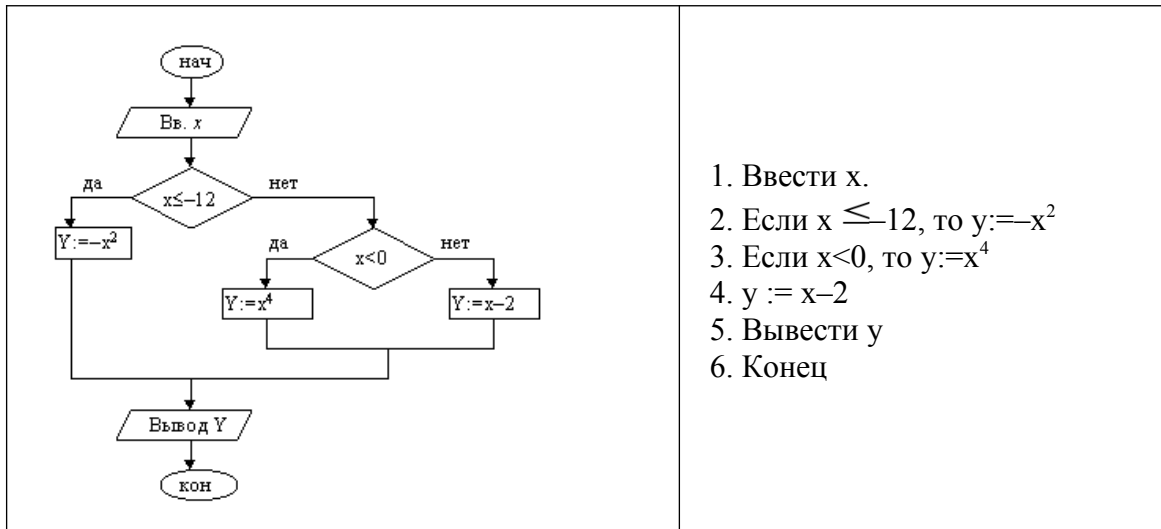 нач
Вв. x
да
нет
x≤–12
Y:=–x²
да
нет
x<0
Y:=x⁴
Y:=x–2
Вывод Y
кон
1. Ввести x.
2. Если x ≤–12, то y:=–x²
3. Если x<0, то y:=x⁴
4. y := x–2
5. Вывести y
6. Конец